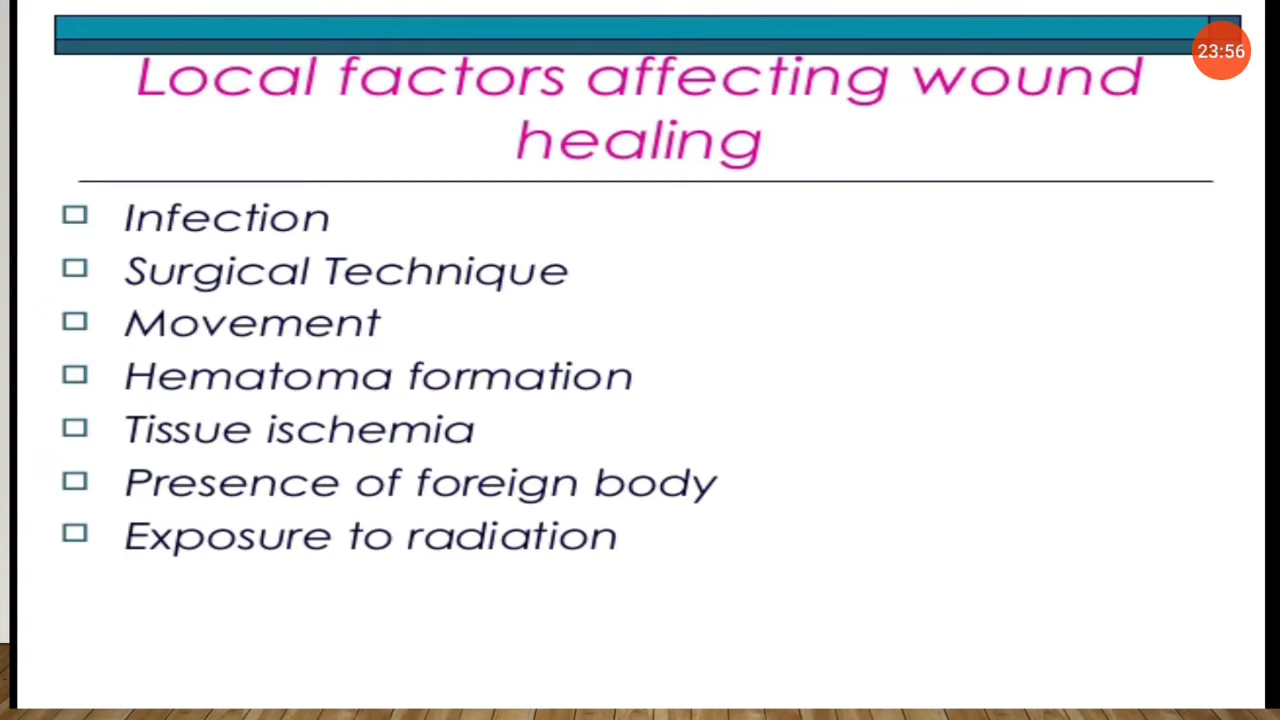 23:56
Local factors affecting wound
healing
Infection
Surgical Technique
Movement
Hematoma formation
Tissue ischemia
Presence of foreign body
Exposure to radiation